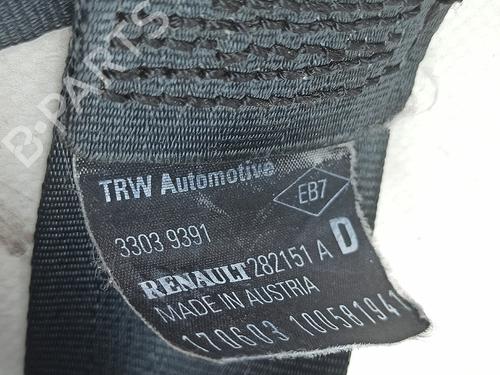 B-PARTS
TRW Automotive
EB7
3303 9391
RENAULT 282151 A D
MADE IN AUSTRIA
170603 100581941